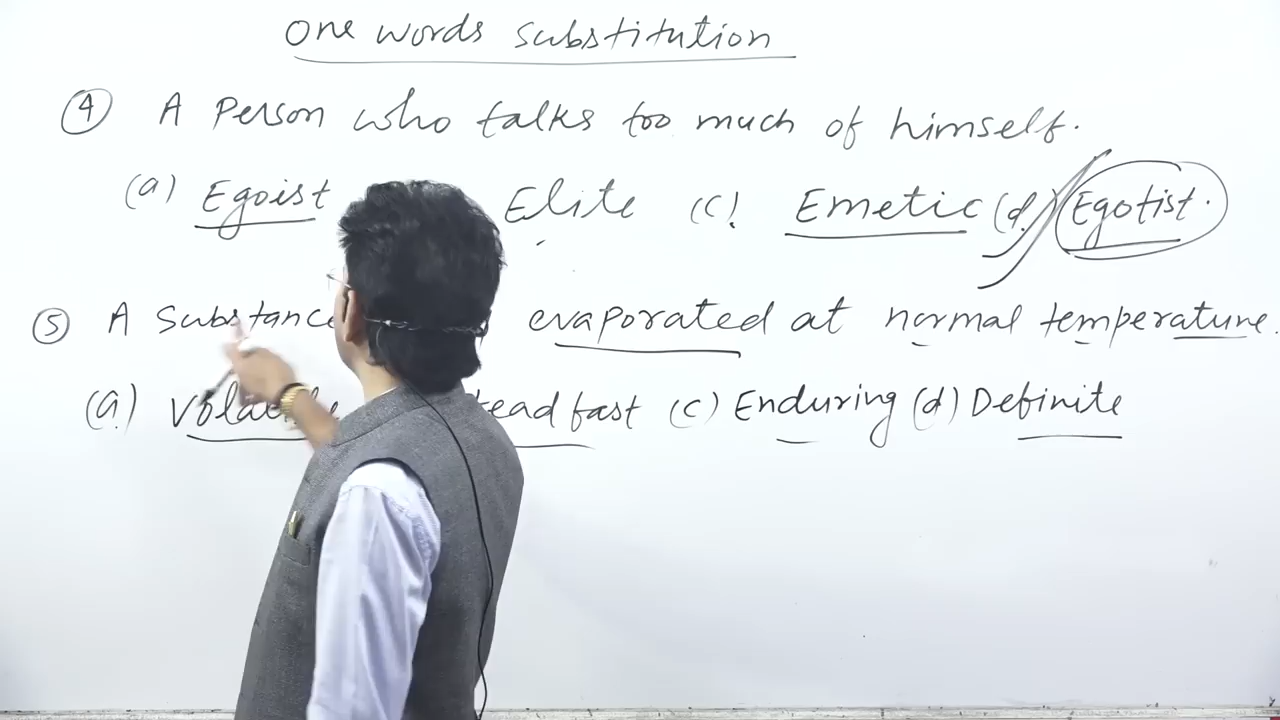 One words substitution
④ A Person who talks too much of himself.
(a) Egoist Elite (c) Emetic (d) Egotist.
⑤ A substance evaporated at normal temperature.
(a) Enduring (d) Definite